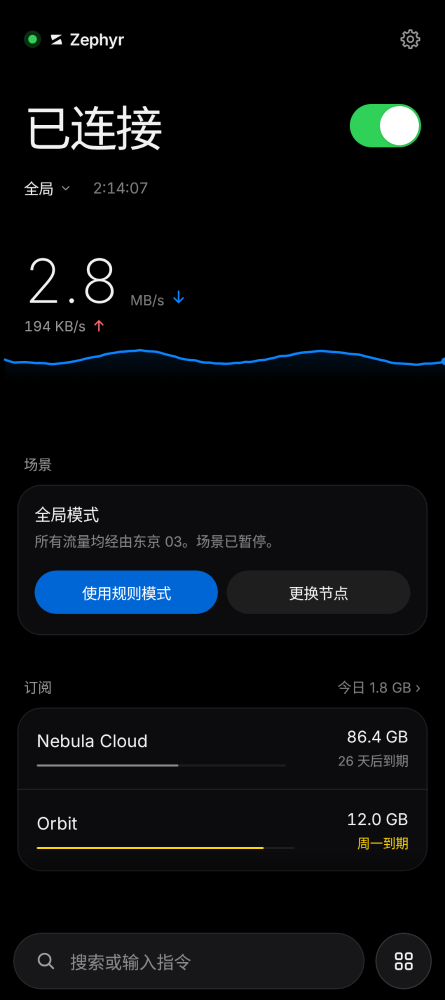 Zephyr
已连接
全局 2:14:07
2.8 MB/s
194 KB/s
场景
全局模式
所有流量均经由东京 03。场景已暂停。
使用规则模式 更换节点
订阅 今日 1.8 GB ›
Nebula Cloud 86.4 GB
26 天后到期
Orbit 12.0 GB
周一到期
搜索或输入指令